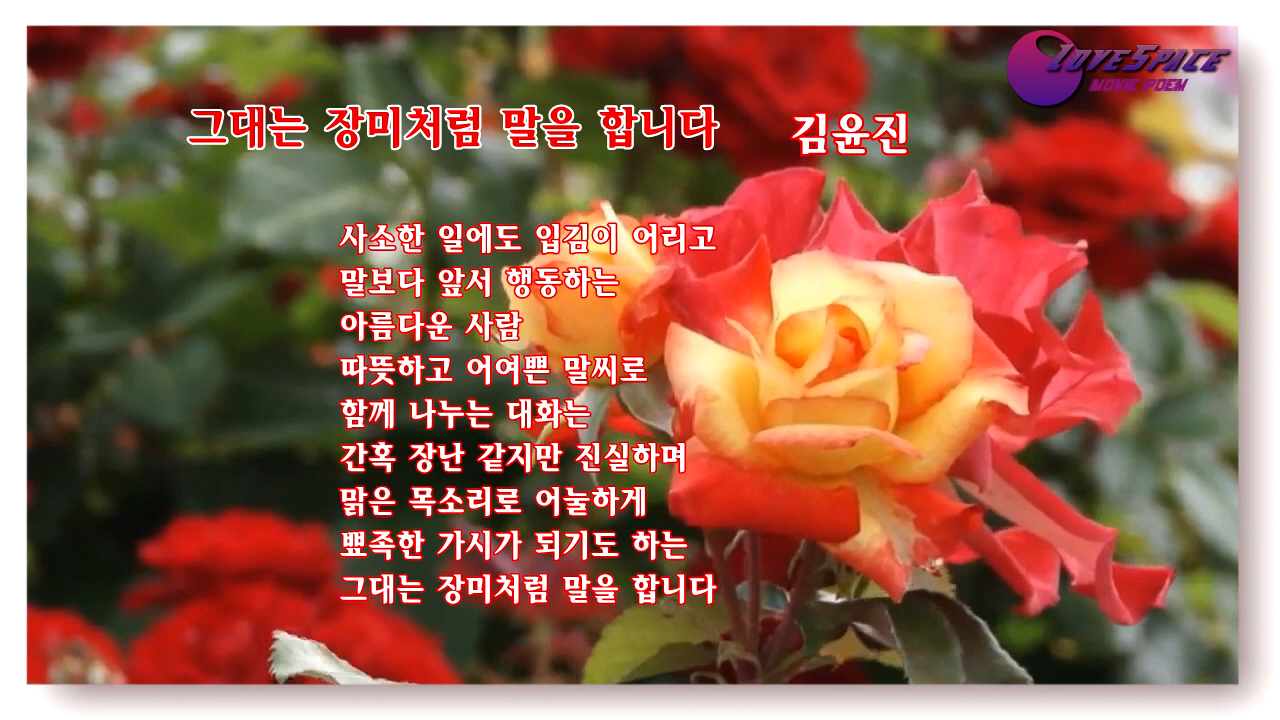 LOVESPACE
MOVIE POEM
그대는 장미처럼 말을 합니다 김윤진
사소한 일에도 입김이 어리고
말보다 앞서 행동하는
아름다운 사람
따뜻하고 어여쁜 말씨로
함께 나누는 대화는
간혹 장난 같지만 진실하며
맑은 목소리로 어눌하게
뾰족한 가시가 되기도 하는
그대는 장미처럼 말을 합니다